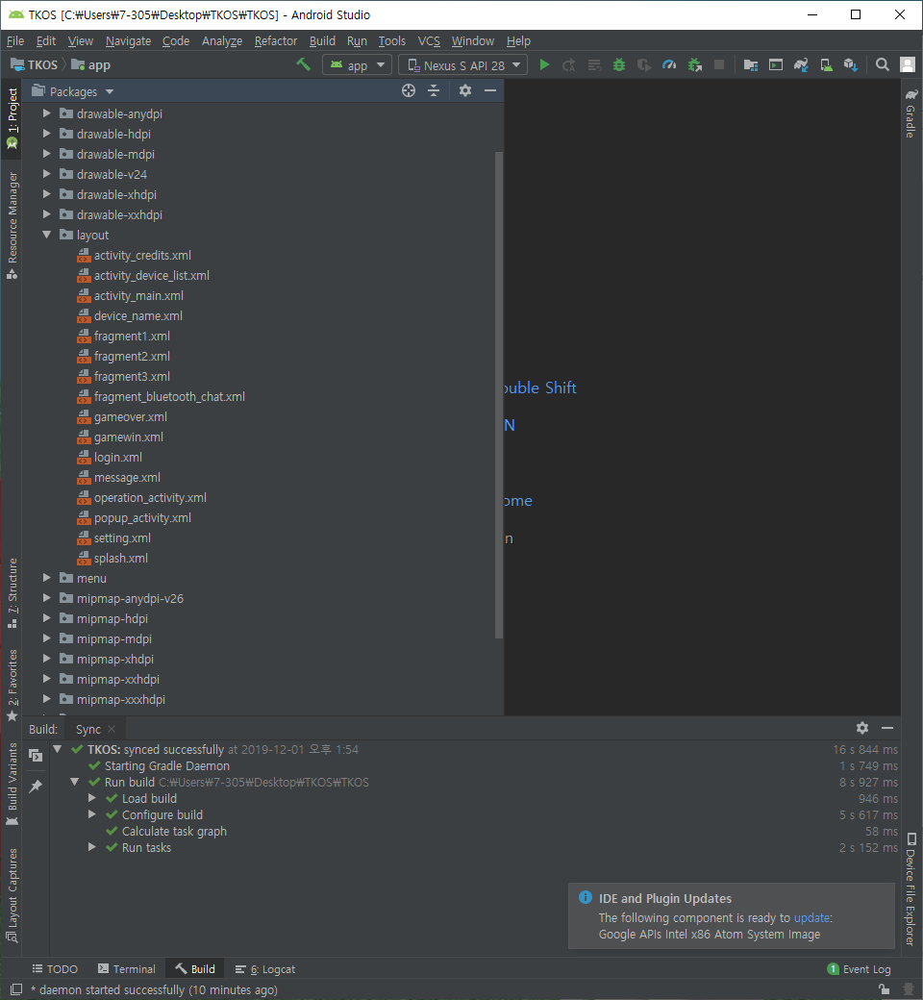 TKOS [C:₩Users₩7-305₩Desktop₩TKOS₩TKOS] - Android Studio
File Edit View Navigate Code Analyze Refactor Build Run Tools VCS Window Help
TKOS app app Nexus S API 28
1: Project
Resource Manager
7: Structure
2: Favorites
Build Variants
Layout Captures
Packages
drawable-anydpi
drawable-hdpi
drawable-mdpi
drawable-v24
drawable-xhdpi
drawable-xxhdpi
layout
activity_credits.xml
activity_device_list.xml
activity_main.xml
device_name.xml
fragment1.xml
fragment2.xml
fragment3.xml
fragment_bluetooth_chat.xml
gameover.xml
gamewin.xml
login.xml
message.xml
operation_activity.xml
popup_activity.xml
setting.xml
splash.xml
menu
mipmap-anydpi-v26
mipmap-hdpi
mipmap-mdpi
mipmap-xhdpi
mipmap-xxhdpi
mipmap-xxxhdpi
ouble Shift
N
ome
n
Gradle
Device File Explorer
Build: Sync
TKOS: synced successfully at 2019-12-01 오후 1:54 16 s 844 ms
Starting Gradle Daemon 1 s 749 ms
Run build C:₩Users₩7-305₩Desktop₩TKOS₩TKOS 8 s 927 ms
Load build 946 ms
Configure build 5 s 617 ms
Calculate task graph 58 ms
Run tasks 2 s 152 ms
IDE and Plugin Updates
The following component is ready to update:
Google APIs Intel x86 Atom System Image
TODO Terminal Build 6: Logcat 1 Event Log
* daemon started successfully (10 minutes ago)